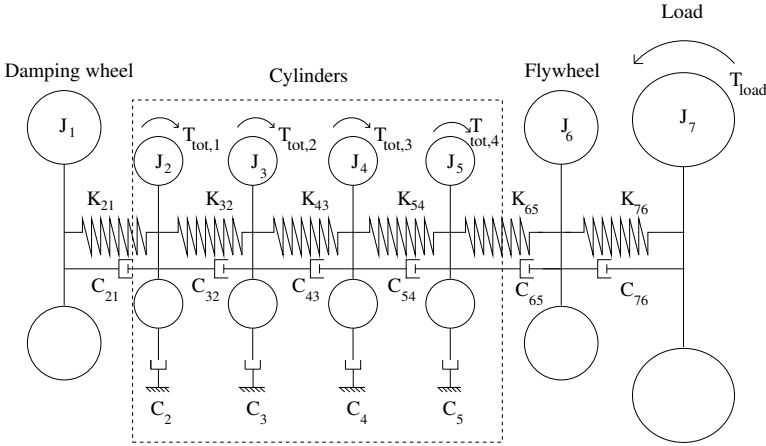 Load
Damping wheel
Cylinders
Flywheel
T_load
J_1
T_tot,1
T_tot,2
T_tot,3
T_tot,4
J_6
J_7
J_2
J_3
J_4
J_5
K_21
K_32
K_43
K_54
K_65
K_76
C_21
C_32
C_43
C_54
C_65
C_76
C_2
C_3
C_4
C_5